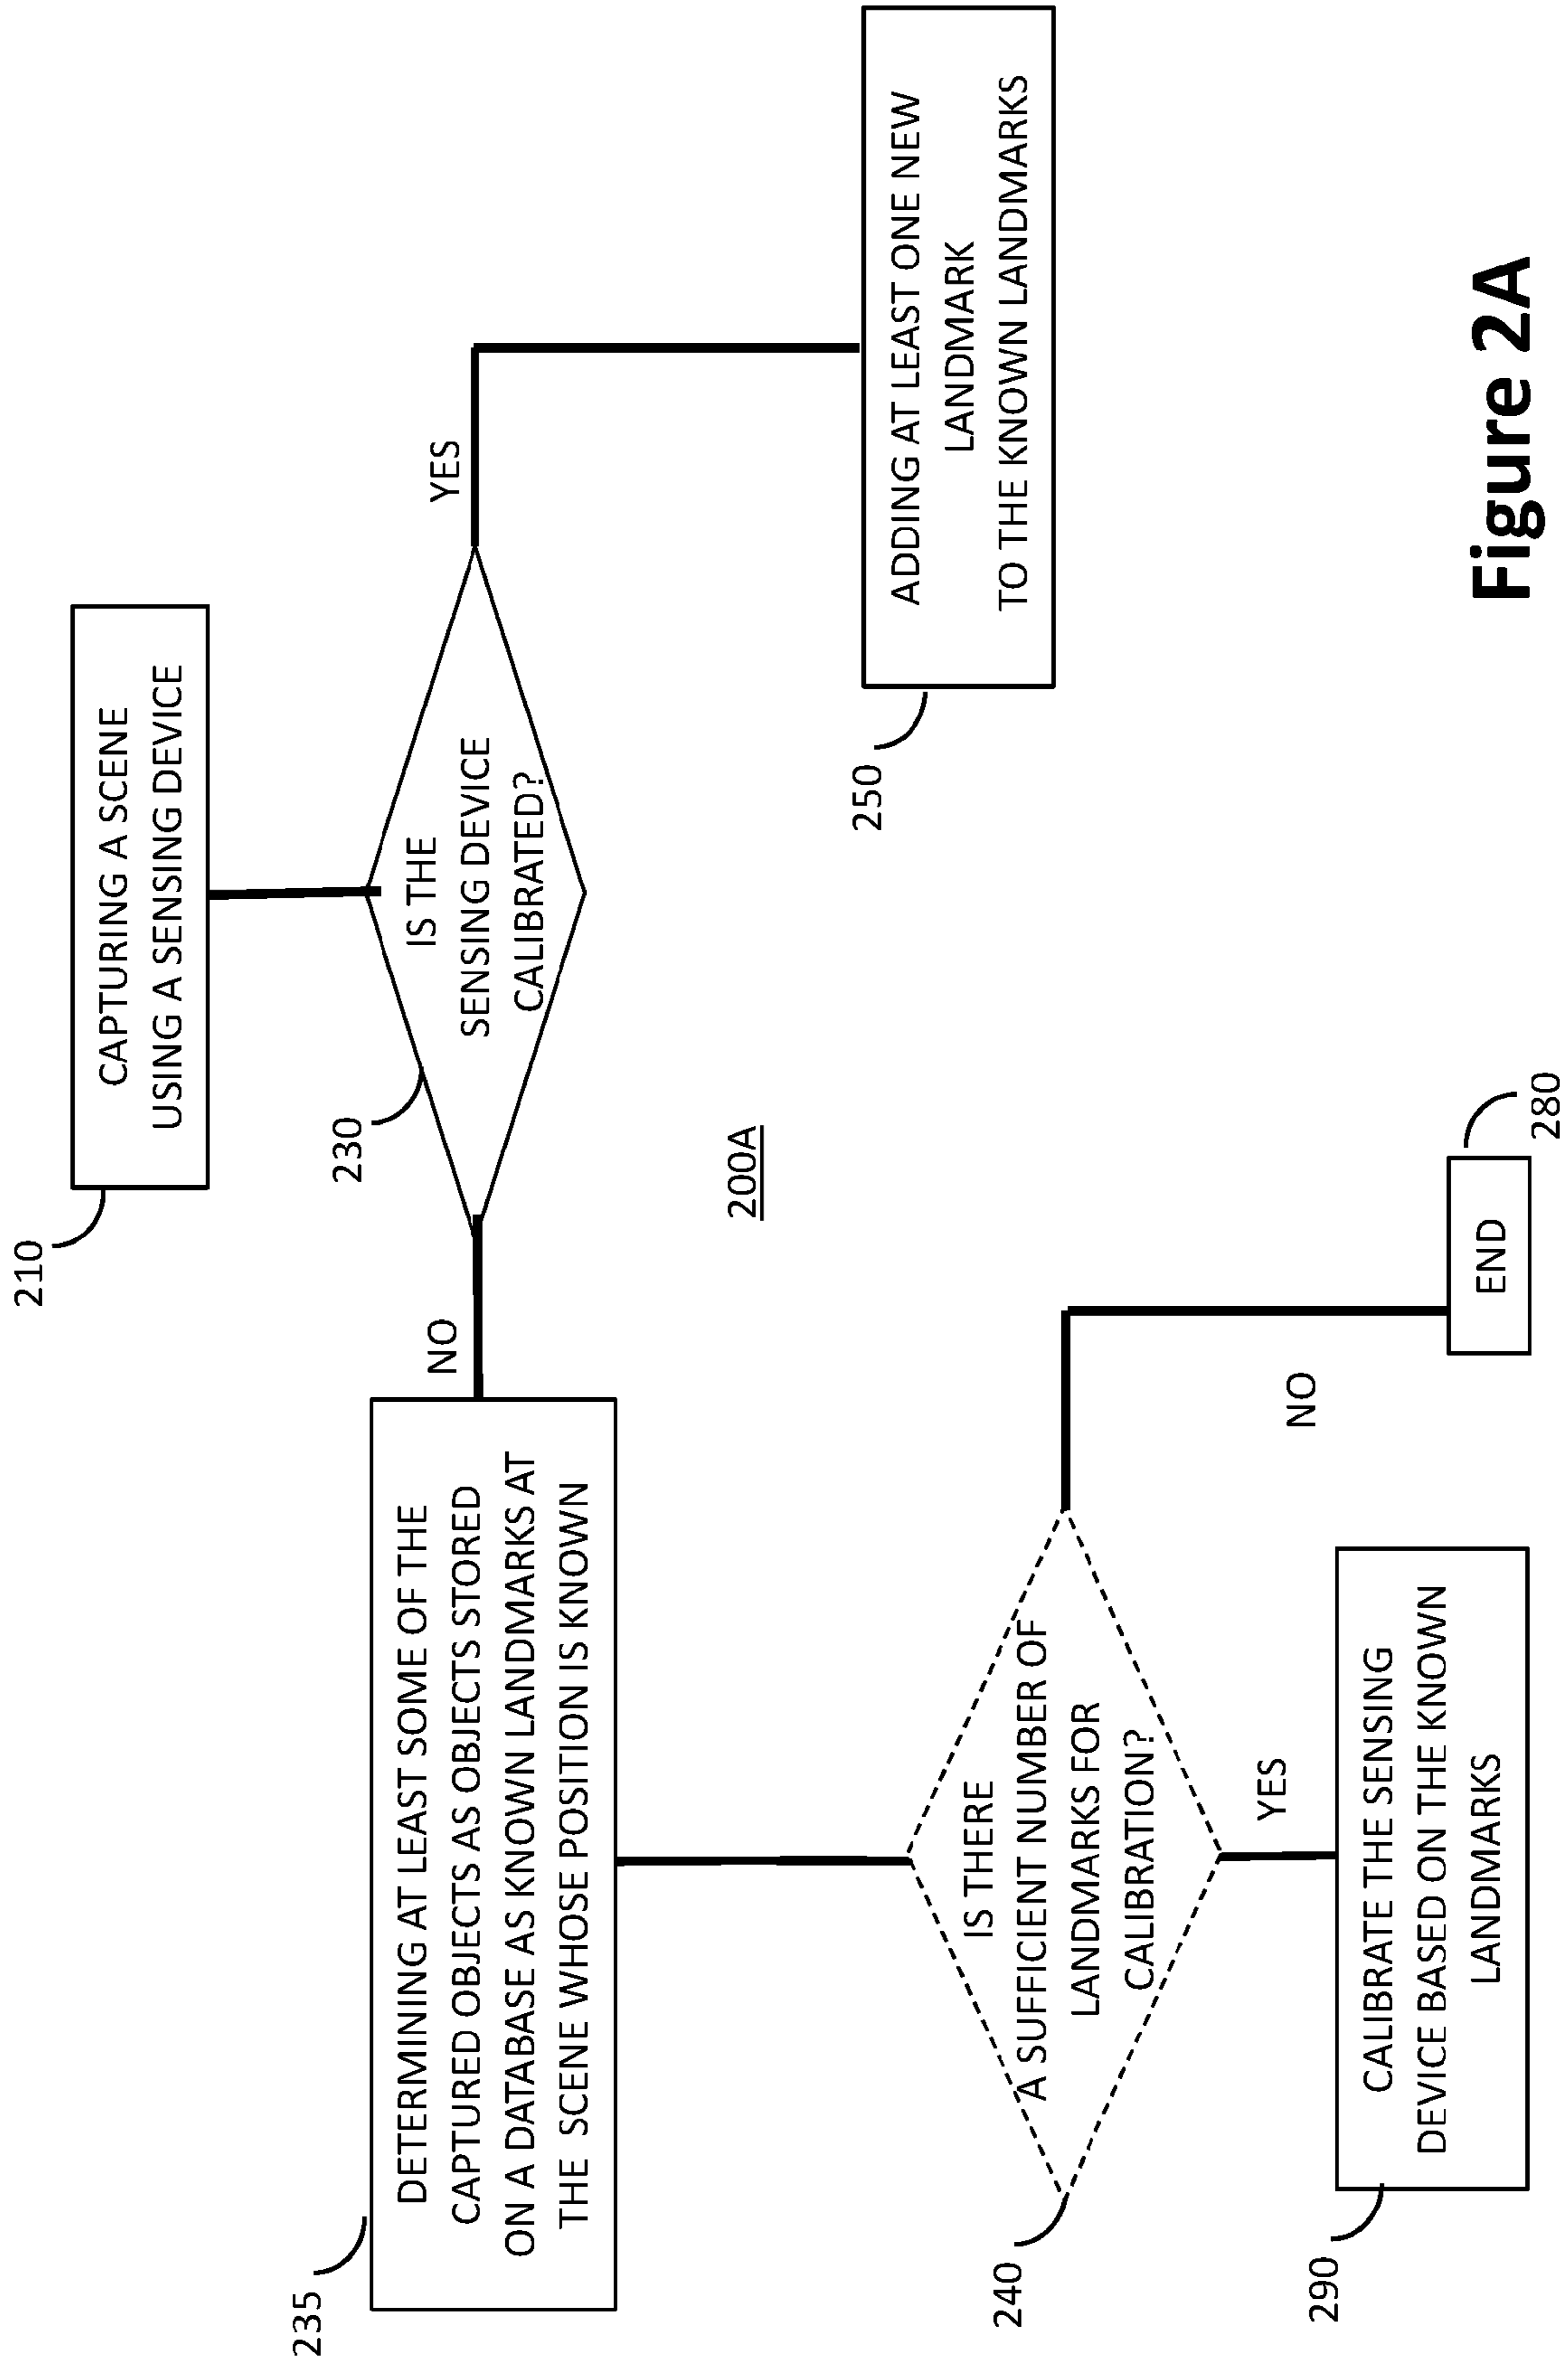 210
CAPTURING A SCENE
USING A SENSING DEVICE
230
IS THE
SENSING DEVICE
CALIBRATED?
NO
YES
235
DETERMINING AT LEAST SOME OF THE
CAPTURED OBJECTS AS OBJECTS STORED
ON A DATABASE AS KNOWN LANDMARKS AT
THE SCENE WHOSE POSITION IS KNOWN
200A
250
ADDING AT LEAST ONE NEW
LANDMARK
TO THE KNOWN LANDMARKS
240
IS THERE
A SUFFICIENT NUMBER OF
LANDMARKS FOR
CALIBRATION?
NO
YES
290
CALIBRATE THE SENSING
DEVICE BASED ON THE KNOWN
LANDMARKS
END
280
Figure 2A